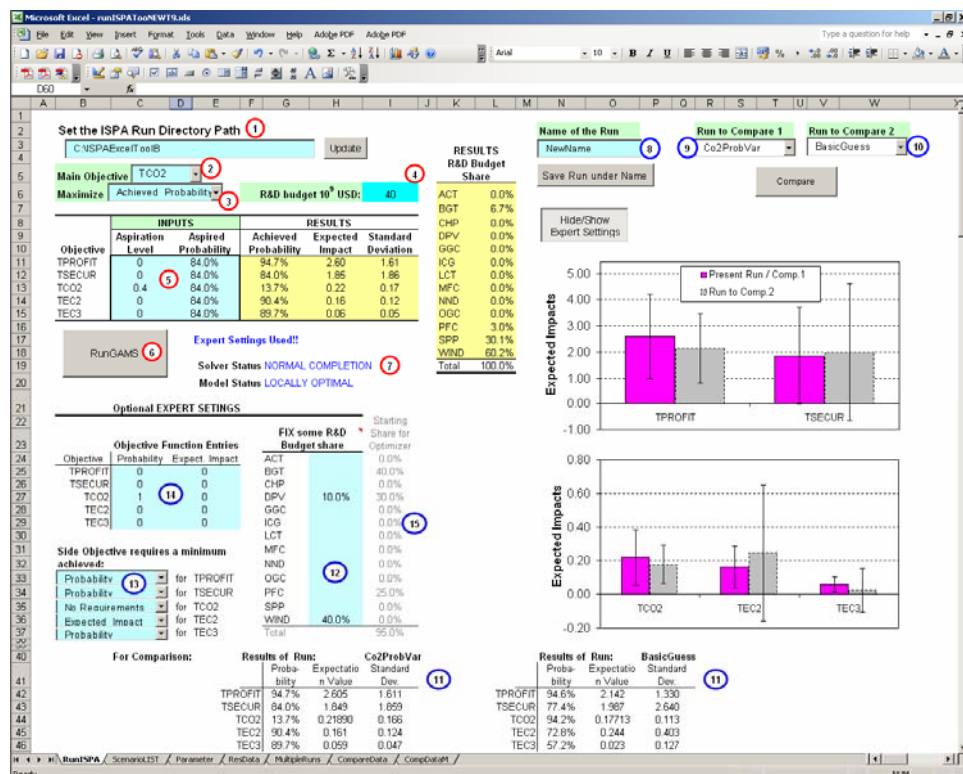 Microsoft Excel - runISPATooNEWT9.xls
File Edit View Insert Format Tools Data Window Help Adobe PDF Adobe PDF
Type a question for help
Arial 10 B I U
D60 fx
A B C D E F G H I J K L M N O P Q R S T U V W
Set the ISPA Run Directory Path 1
C:\ISPAExcelToolB
Update
Main Objective TCO2 2
Maximize Achieved Probability 3
R&D budget 10^9 USD: 40
4
INPUTS RESULTS
Objective Aspiration Level Aspired Probability Achieved Probability Expected Impact Standard Deviation
TPROFIT 0 84.0% 94.7% 2.60 1.61
TSECUR 0 84.0% 84.0% 1.85 1.86
TCO2 0.4 84.0% 13.7% 0.22 0.17
TEC2 0 84.0% 90.4% 0.16 0.12
TEC3 0 84.0% 89.7% 0.06 0.05
5
RunGAMS 6
Expert Settings Used!!
Solver Status NORMAL COMPLETION 7
Model Status LOCALLY OPTIMAL
RESULTS
R&D Budget
Share
ACT 0.0%
BGT 6.7%
CHP 0.0%
DPV 0.0%
GGC 0.0%
ICG 0.0%
LCT 0.0%
MFC 0.0%
NND 0.0%
OGC 0.0%
PFC 3.0%
SPP 30.1%
WIND 60.2%
Total 100.0%
Name of the Run
NewName 8
Save Run under Name
Hide/Show
Expert Settings
Run to Compare 1
9 Co2ProbVar
Run to Compare 2
BasicGuess 10
Compare
Present Run / Comp.1
Run to Comp.2
Expected Impacts
5.00
4.00
3.00
2.00
1.00
0.00
-1.00
TPROFIT TSECUR
Expected Impacts
0.80
0.60
0.40
0.20
0.00
-0.20
TCO2 TEC2 TEC3
Optional EXPERT SETINGS
Objective Function Entries
Objective Probability Expect. Impact
TPROFIT 0 0
TSECUR 0 0
TCO2 1 0
TEC2 0 0
TEC3 0 0
14
Side Objective requires a minimum
achieved:
Probability for TPROFIT
Probability for TSECUR
No Requirements for TCO2
Expected Impact for TEC2
Probability for TEC3
13
FIX some R&D
Budget share
Starting
Share for
Optimizer
ACT 0.0%
BGT 40.0%
CHP 0.0%
DPV 10.0% 30.0%
GGC 0.0%
ICG 0.0% 15
LCT 0.0%
MFC 0.0%
NND 0.0%
12
OGC 0.0%
PFC 25.0%
SPP 0.0%
WIND 40.0% 0.0%
Total 95.0%
For Comparison:
Results of Run: Co2ProbVar
Proba-
bility
Expectatio
n Value
Standard
Dev.
11
TPROFIT 94.7% 2.605 1.611
TSECUR 84.0% 1.849 1.859
TCO2 13.7% 0.21890 0.166
TEC2 90.4% 0.161 0.124
TEC3 89.7% 0.059 0.047
Results of Run: BasicGuess
Proba-
bility
Expectatio
n Value
Standard
Dev.
11
TPROFIT 94.6% 2.142 1.330
TSECUR 77.4% 1.987 2.640
TCO2 94.2% 0.17713 0.113
TEC2 72.8% 0.244 0.403
TEC3 57.2% 0.023 0.127
RunISPA ScenarioLIST Parameter ResData MultipleRuns CompareData CompDataM